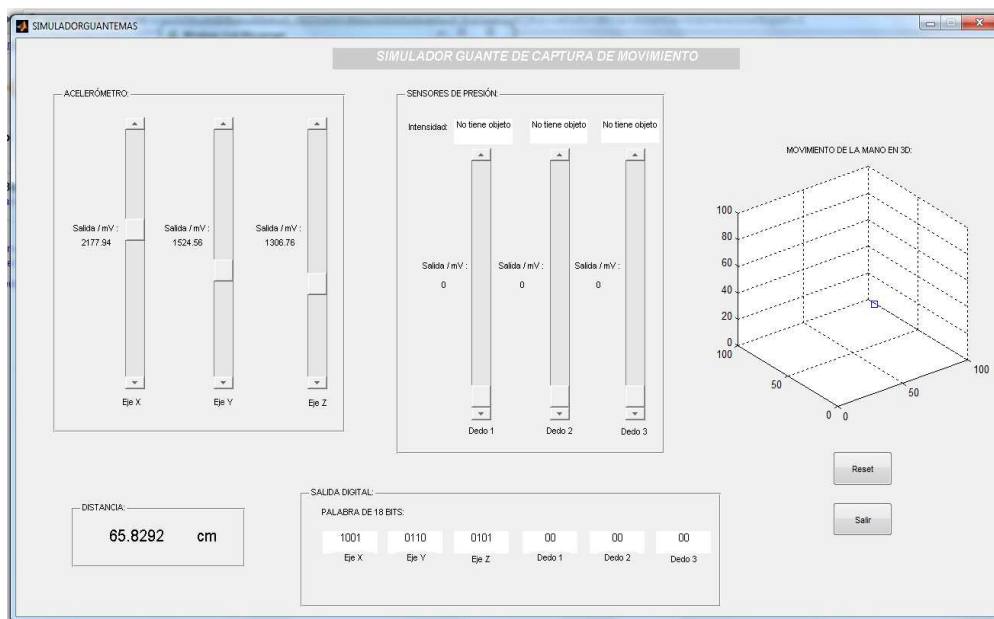 SIMULADORGUANTEMAS
SIMULADOR GUANTE DE CAPTURA DE MOVIMIENTO
ACELERÓMETRO:
Salida / mV :
2177.94
Salida / mV :
1524.56
Salida / mV :
1306.76
Eje X
Eje Y
Eje Z
SENSORES DE PRESIÓN:
Intensidad: No tiene objeto No tiene objeto No tiene objeto
Salida / mV : Salida / mV : Salida / mV :
0 0 0
Dedo 1 Dedo 2 Dedo 3
MOVIMIENTO DE LA MANO EN 3D:
100
80
60
40
20
0
100
50
0
0
50
100
Reset
Salir
DISTANCIA:
65.8292 cm
SALIDA DIGITAL:
PALABRA DE 18 BITS:
1001 0110 0101 00 00 00
Eje X Eje Y Eje Z Dedo 1 Dedo 2 Dedo 3